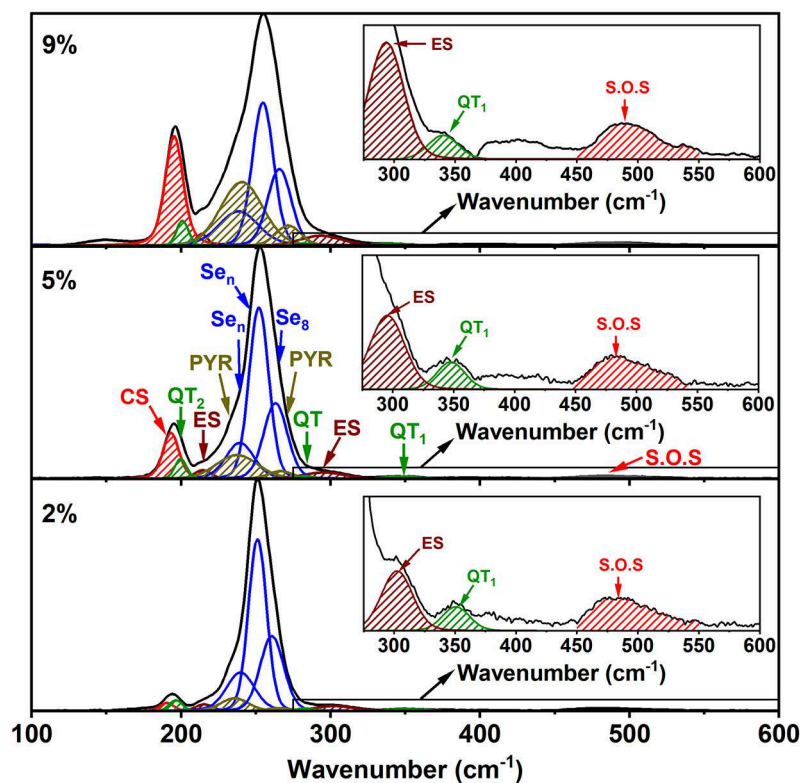 9%
ES
QT₁
S.O.S
300 350 400 450 500 550 600
Wavenumber (cm⁻¹)
5%
Seₙ
Seₙ
Se₈
PYR
PYR
CS
QT₂
ES
QT
ES
QT₁
S.O.S
ES
QT₁
S.O.S
300 350 400 450 500 550 600
Wavenumber (cm⁻¹)
2%
ES
QT₁
S.O.S
300 350 400 450 500 550 600
Wavenumber (cm⁻¹)
100 200 300 400 500 600
Wavenumber (cm⁻¹)